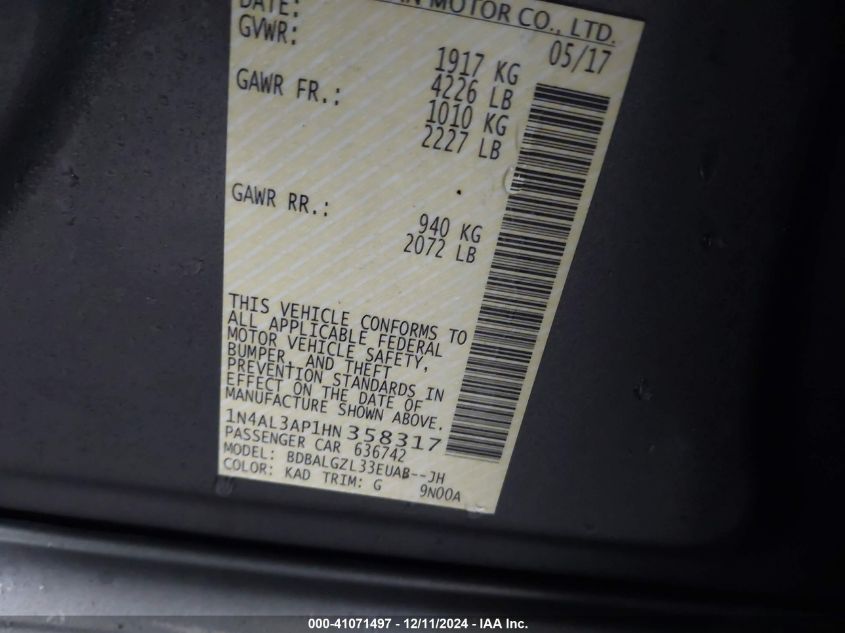 MOTOR CO., LTD.
DATE: 05/17
GVWR: 1917 KG
4226 LB
GAWR FR.: 1010 KG
2227 LB
GAWR RR.: 940 KG
2072 LB
THIS VEHICLE CONFORMS TO
ALL APPLICABLE FEDERAL
MOTOR VEHICLE SAFETY,
BUMPER, AND THEFT
PREVENTION STANDARDS IN
EFFECT ON THE DATE OF
MANUFACTURE SHOWN ABOVE.
1N4AL3AP1HN358317
PASSENGER CAR 636742
MODEL: BDBALGZL33EUAB--JH
COLOR: KAD TRIM: G 9N00A
000-41071497 - 12/11/2024 - IAA Inc.